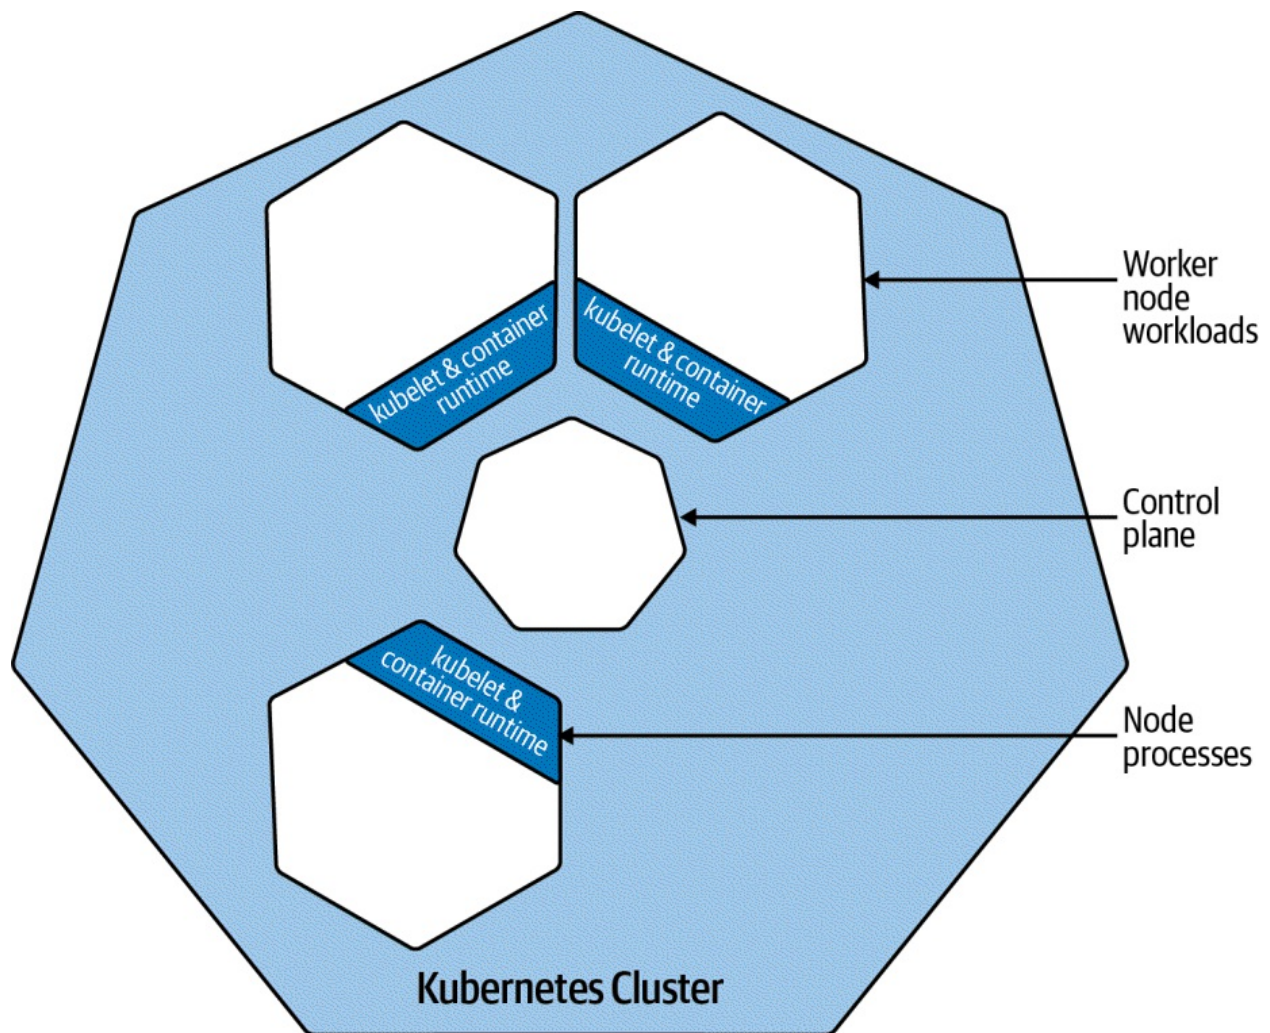 kubelet & container
runtime
kubelet & container
runtime
Worker
node
workloads
Control
plane
kubelet &
container runtime
Node
processes
Kubernetes Cluster